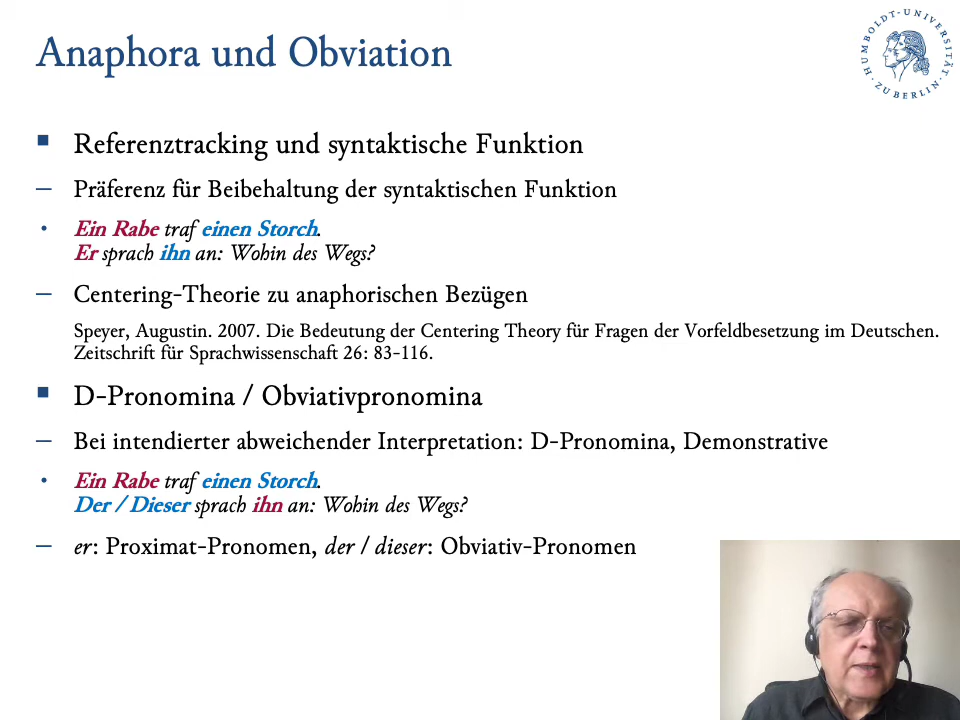 Anaphora und Obviation
HUMBOLDT-UNIVERSITÄT
ZU BERLIN
Referenztracking und syntaktische Funktion
Präferenz für Beibehaltung der syntaktischen Funktion
Ein Rabe traf einen Storch.
Er sprach ihn an: Wohin des Wegs?
Centering-Theorie zu anaphorischen Bezügen
Speyer, Augustin. 2007. Die Bedeutung der Centering Theory für Fragen der Vorfeldbesetzung im Deutschen.
Zeitschrift für Sprachwissenschaft 26: 83-116.
D-Pronomina / Obviativpronomina
Bei intendierter abweichender Interpretation: D-Pronomina, Demonstrative
Ein Rabe traf einen Storch.
Der / Dieser sprach ihn an: Wohin des Wegs?
er: Proximat-Pronomen, der / dieser: Obviativ-Pronomen